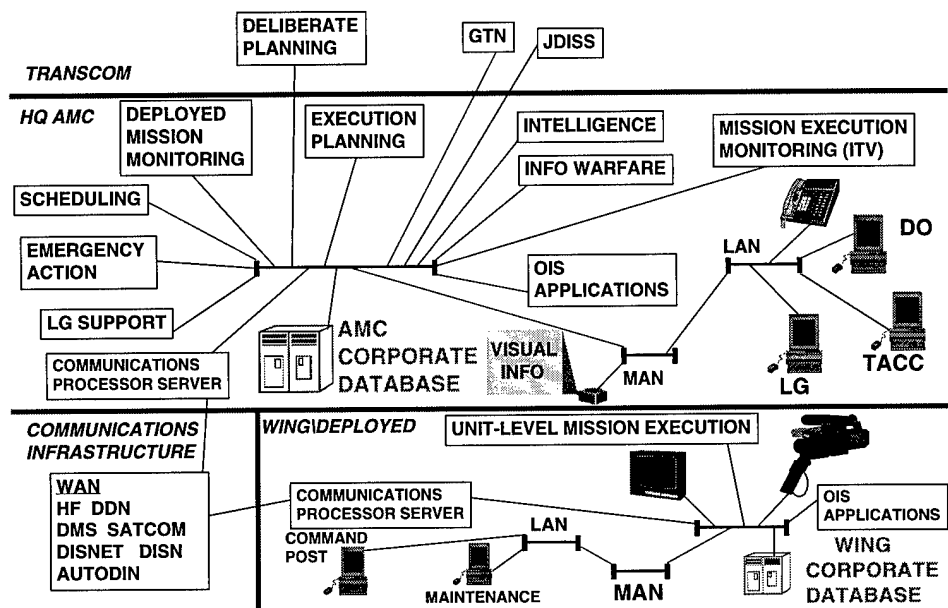 DELIBERATE
PLANNING
GTN
JDISS
TRANSCOM
HQ AMC
DEPLOYED
MISSION
MONITORING
EXECUTION
PLANNING
INTELLIGENCE
INFO WARFARE
MISSION EXECUTION
MONITORING (ITV)
SCHEDULING
EMERGENCY
ACTION
LG SUPPORT
COMMUNICATIONS
PROCESSOR SERVER
AMC
CORPORATE
DATABASE
OIS
APPLICATIONS
VISUAL
INFO
MAN
LAN
DO
TACC
LG
COMMUNICATIONS
INFRASTRUCTURE
WAN
HF DDN
DMS SATCOM
DISNET DISN
AUTODIN
WING\DEPLOYED
UNIT-LEVEL MISSION EXECUTION
COMMUNICATIONS
PROCESSOR SERVER
COMMAND
POST
LAN
MAINTENANCE
MAN
OIS
APPLICATIONS
WING
CORPORATE
DATABASE